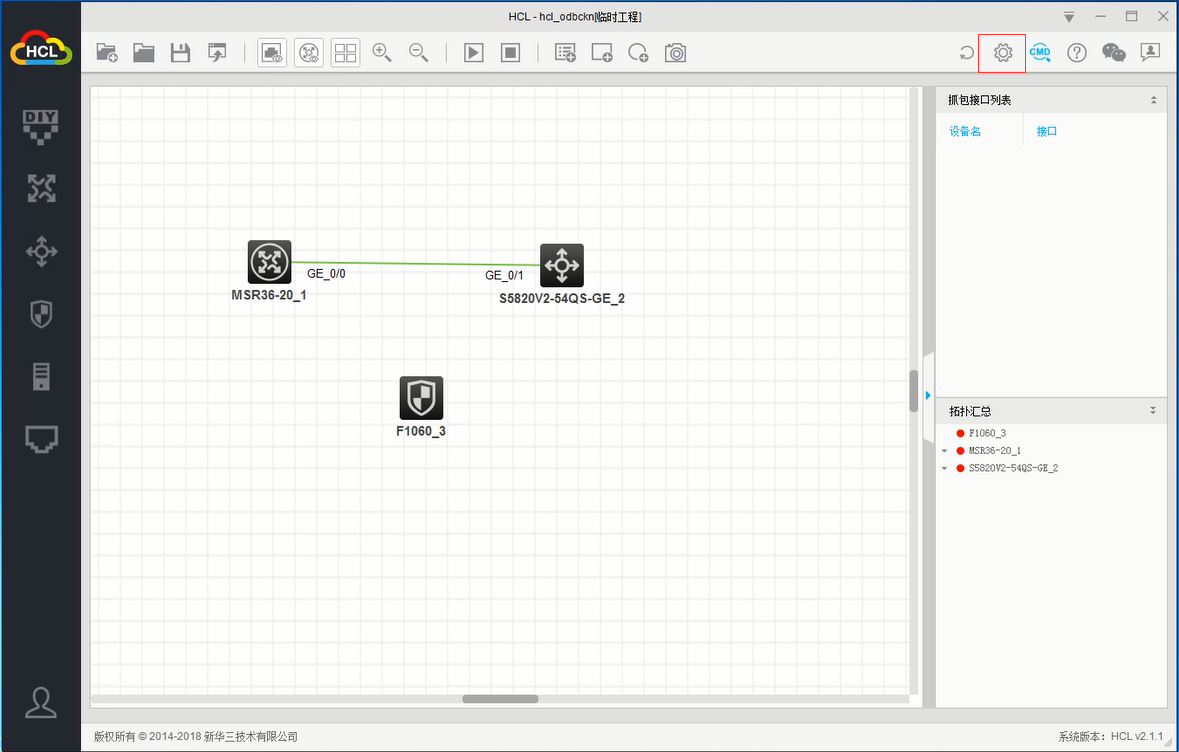 HCL - hcl_odbckn[临时工程]
HCL
CMD
DIY
抓包接口列表
设备名 接口
GE_0/0
GE_0/1
MSR36-20_1
S5820V2-54QS-GE_2
F1060_3
拓扑汇总
F1060_3
MSR36-20_1
S5820V2-54QS-GE_2
版权所有 © 2014-2018 新华三技术有限公司
系统版本: HCL v2.1.1